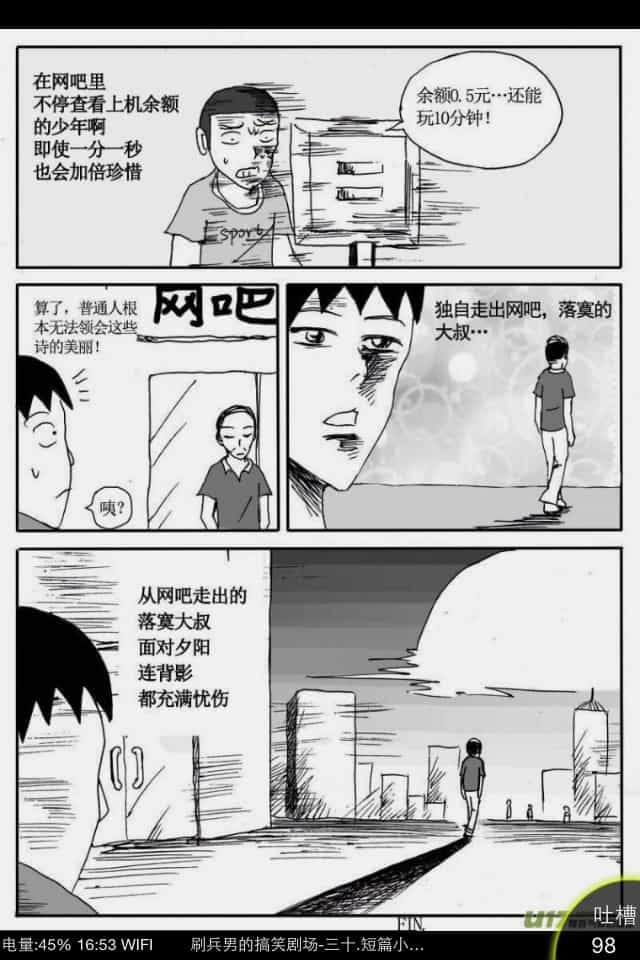 在网吧里
不停查看上机余额
的少年啊
即使一分一秒
也会加倍珍惜
余额0.5元…还能
玩10分钟！
sport
算了，普通人根
本无法领会这些
诗的美丽！
网吧
咦？
独自走出网吧，落寞的
大叔…
从网吧走出的
落寞大叔
面对夕阳
连背影
都充满忧伤
FIN.
U17
吐槽
98
电量:45% 16:53 WIFI 刷兵男的搞笑剧场-三十.短篇小…